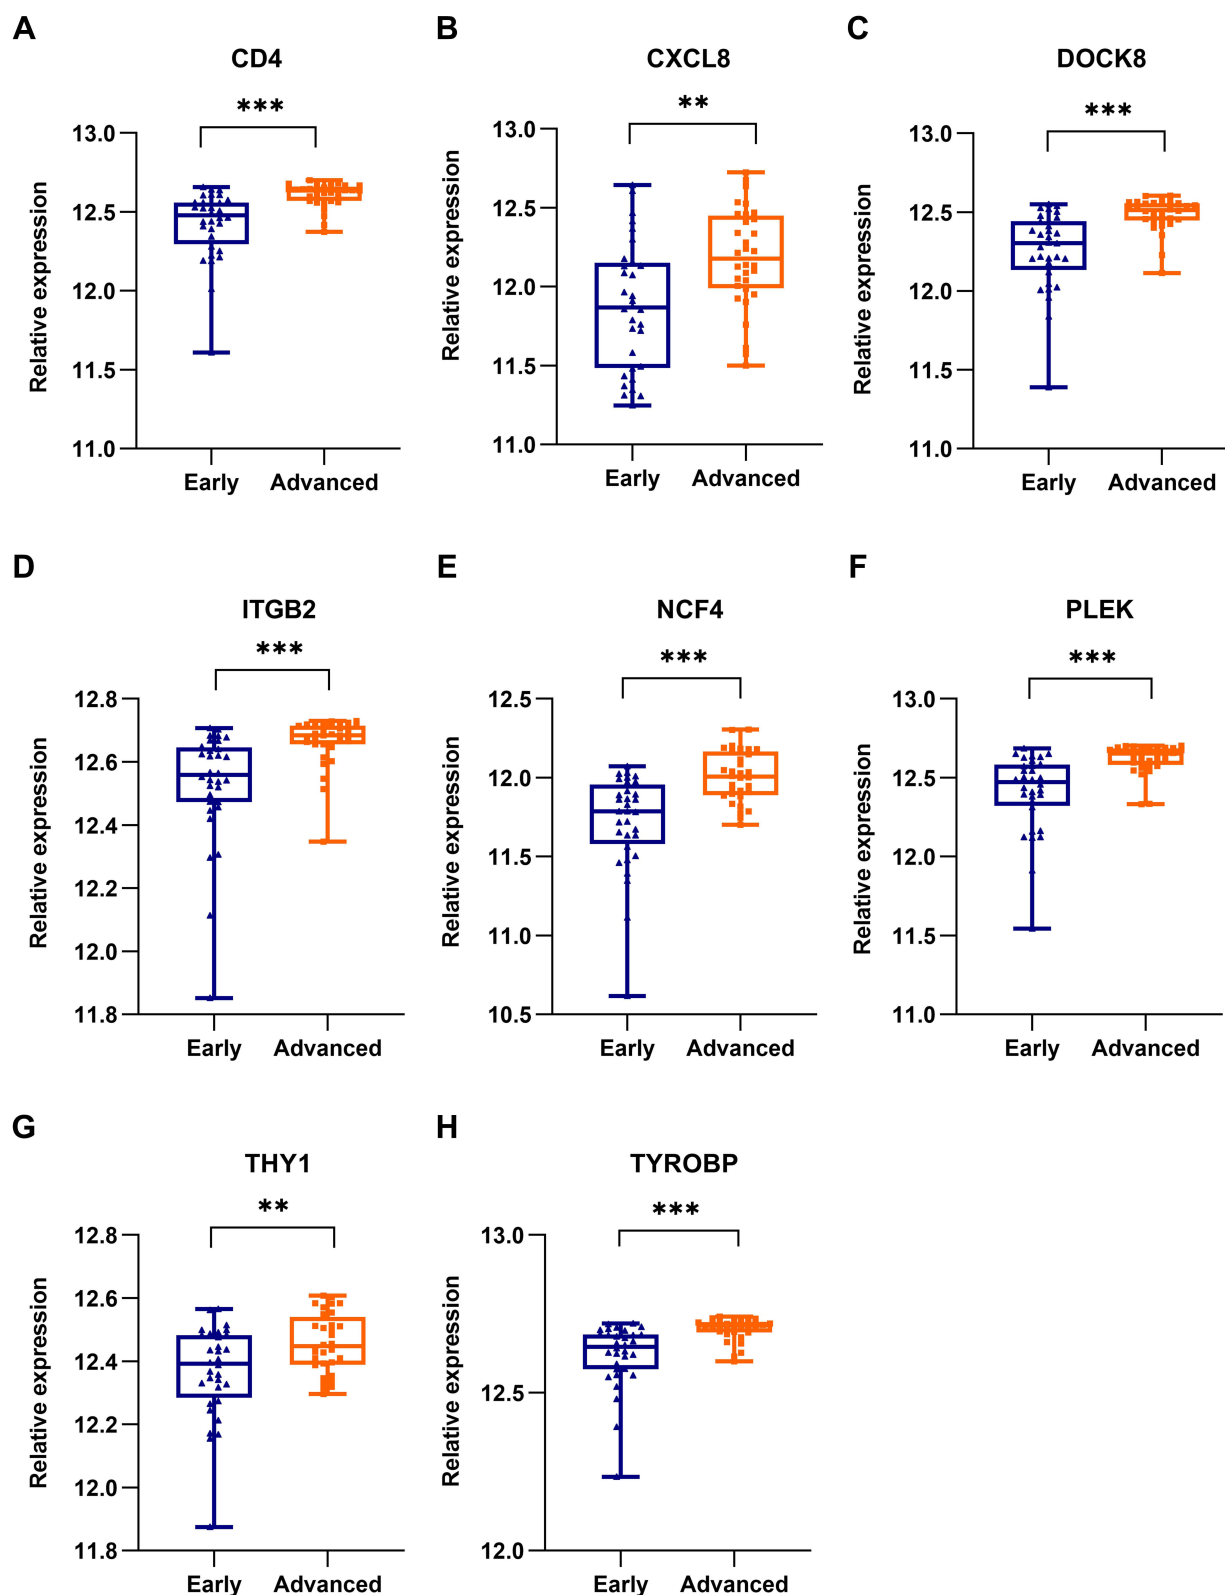 A
CD4
***
13.0
12.5
12.0
11.5
11.0
Relative expression
Early Advanced
B
CXCL8
**
13.0
12.5
12.0
11.5
11.0
Relative expression
Early Advanced
C
DOCK8
***
13.0
12.5
12.0
11.5
11.0
Relative expression
Early Advanced
D
ITGB2
***
12.8
12.6
12.4
12.2
12.0
11.8
Relative expression
Early Advanced
E
NCF4
***
12.5
12.0
11.5
11.0
10.5
Relative expression
Early Advanced
F
PLEK
***
13.0
12.5
12.0
11.5
11.0
Relative expression
Early Advanced
G
THY1
**
12.8
12.6
12.4
12.2
12.0
11.8
Relative expression
Early Advanced
H
TYROBP
***
13.0
12.5
12.0
Relative expression
Early Advanced